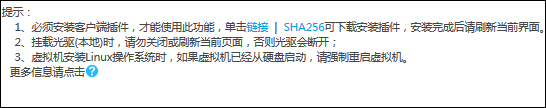 提示：
1、必须安装客户端插件，才能使用此功能，单击链接 | SHA256可下载安装插件，安装完成后请刷新当前界面。
2、挂载光驱(本地)时，请勿关闭或刷新当前页面，否则光驱会断开；
3、虚拟机安装Linux操作系统时，如果虚拟机已经从硬盘启动，请强制重启虚拟机。
更多信息请点击?